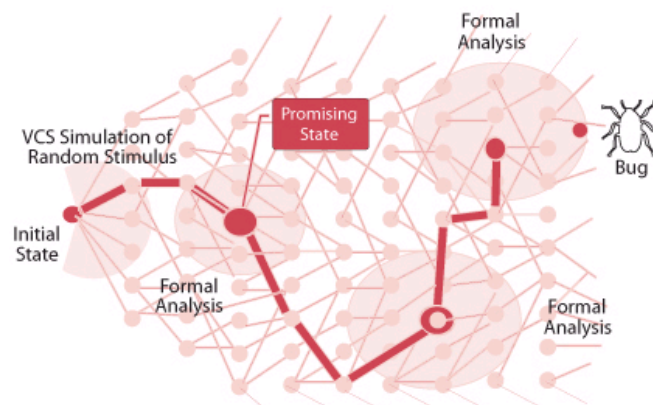 Formal
Analysis
Promising
State
VCS Simulation of
Random Stimulus
Bug
Initial
State
Formal
Analysis
Formal
Analysis